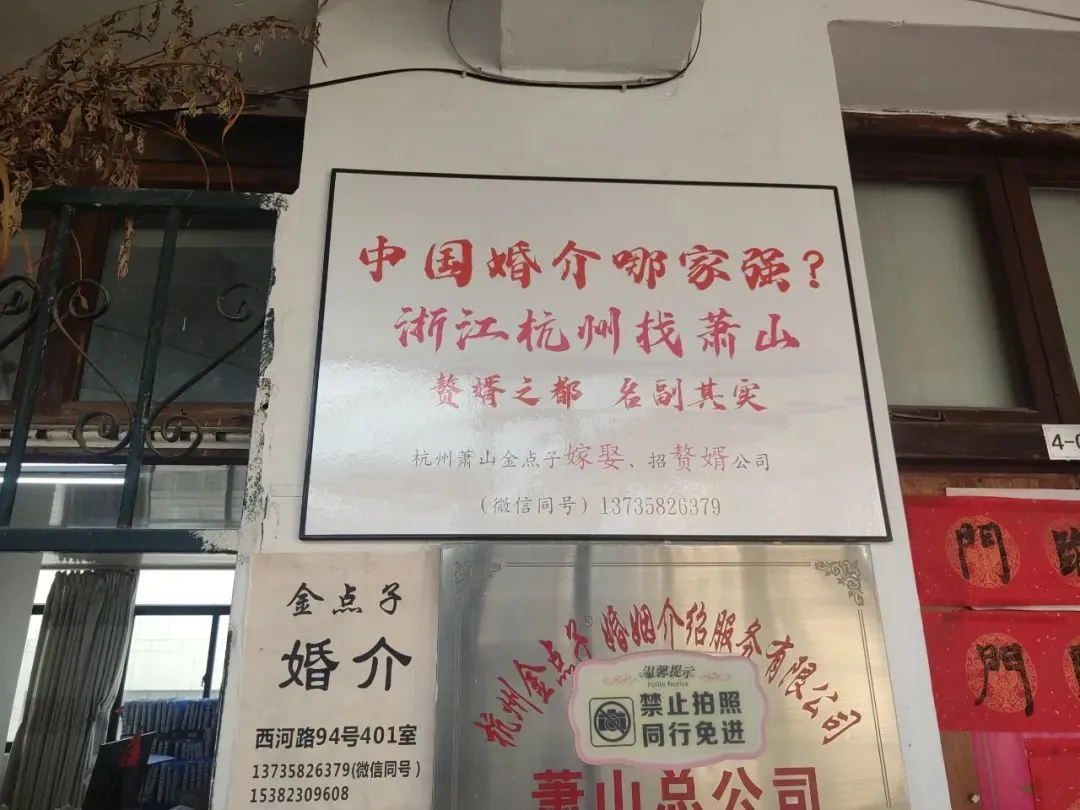 中国婚介哪家强?
浙江杭州找萧山
赘婿之都 名副其实
杭州萧山金点子嫁娶、招赘婿公司
(微信同号) 13735826379
金点子
婚介
西河路94号401室
13735826379(微信同号)
15382309608
杭州金点子®婚姻介绍服务有限公司
温馨提示
Polite Notice
禁止拍照
同行免进
萧山总公司
4-0
門
門